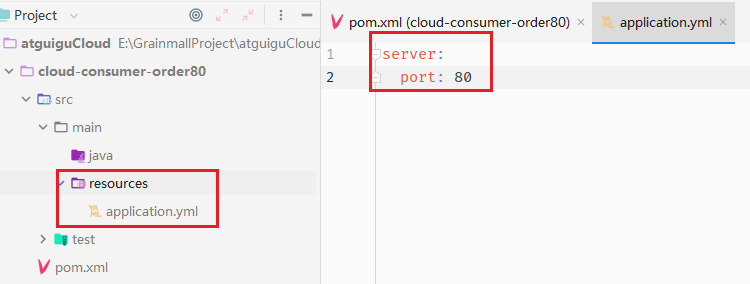 Project
pom.xml (cloud-consumer-order80)
application.yml
atguiguCloud E:\GrainmallProject\atguiguCloud
cloud-consumer-order80
src
main
java
resources
application.yml
test
pom.xml
1 server:
2 port: 80